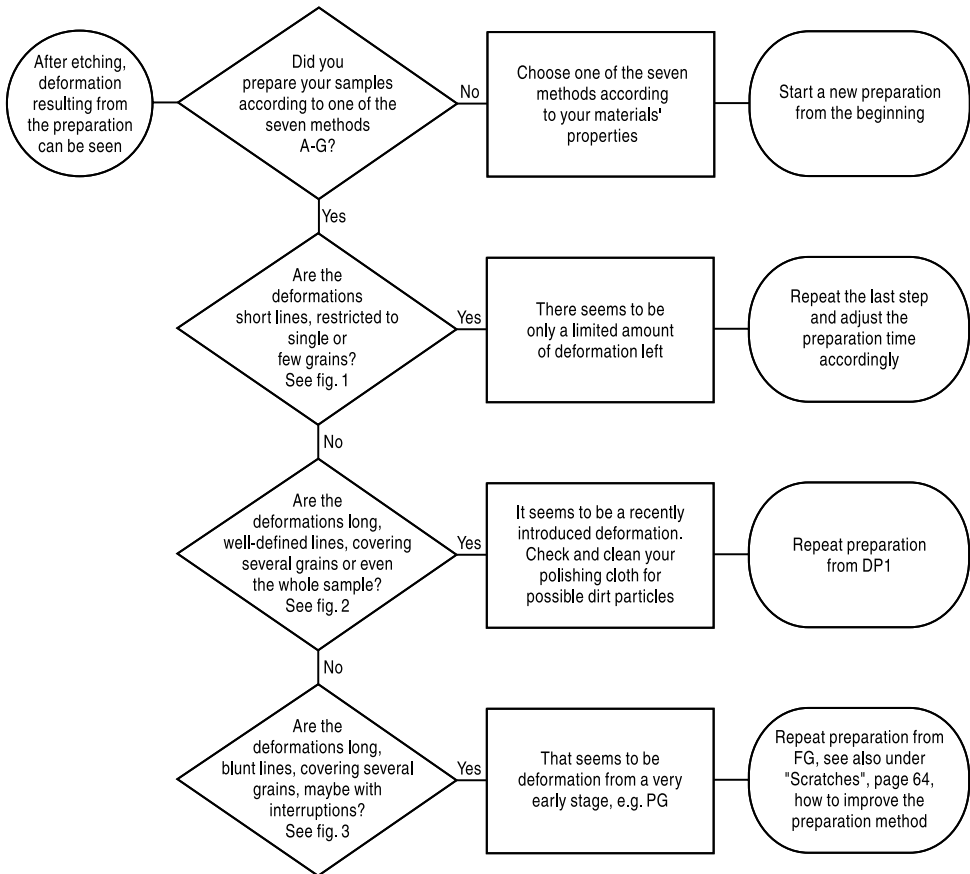 After etching,
deformation
resulting from
the preparation
can be seen
Did you
prepare your samples
according to one of the
seven methods
A-G?
No
Choose one of the seven
methods according
to your materials'
properties
Start a new preparation
from the beginning
Yes
Are the
deformations
short lines, restricted to
single or
few grains?
See fig. 1
Yes
There seems to be
only a limited amount
of deformation left
Repeat the last step
and adjust the
preparation time
accordingly
No
Are the
deformations long,
well-defined lines, covering
several grains or even
the whole sample?
See fig. 2
Yes
It seems to be a recently
introduced deformation.
Check and clean your
polishing cloth for
possible dirt particles
Repeat preparation
from DP1
No
Are the
deformations long,
blunt lines, covering several
grains, maybe with
interruptions?
See fig. 3
Yes
That seems to be
deformation from a very
early stage, e.g. PG
Repeat preparation from
FG, see also under
"Scratches", page 64,
how to improve the
preparation method